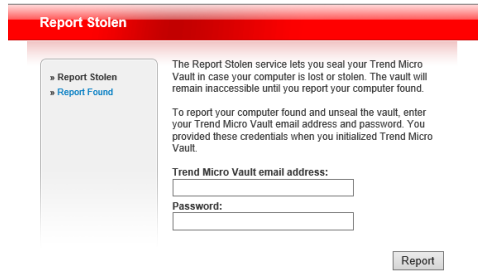 Report Stolen
» Report Stolen
» Report Found
The Report Stolen service lets you seal your Trend Micro
Vault in case your computer is lost or stolen. The vault will
remain inaccessible until you report your computer found.
To report your computer found and unseal the vault, enter
your Trend Micro Vault email address and password. You
provided these credentials when you initialized Trend Micro
Vault.
Trend Micro Vault email address:
Password:
Report